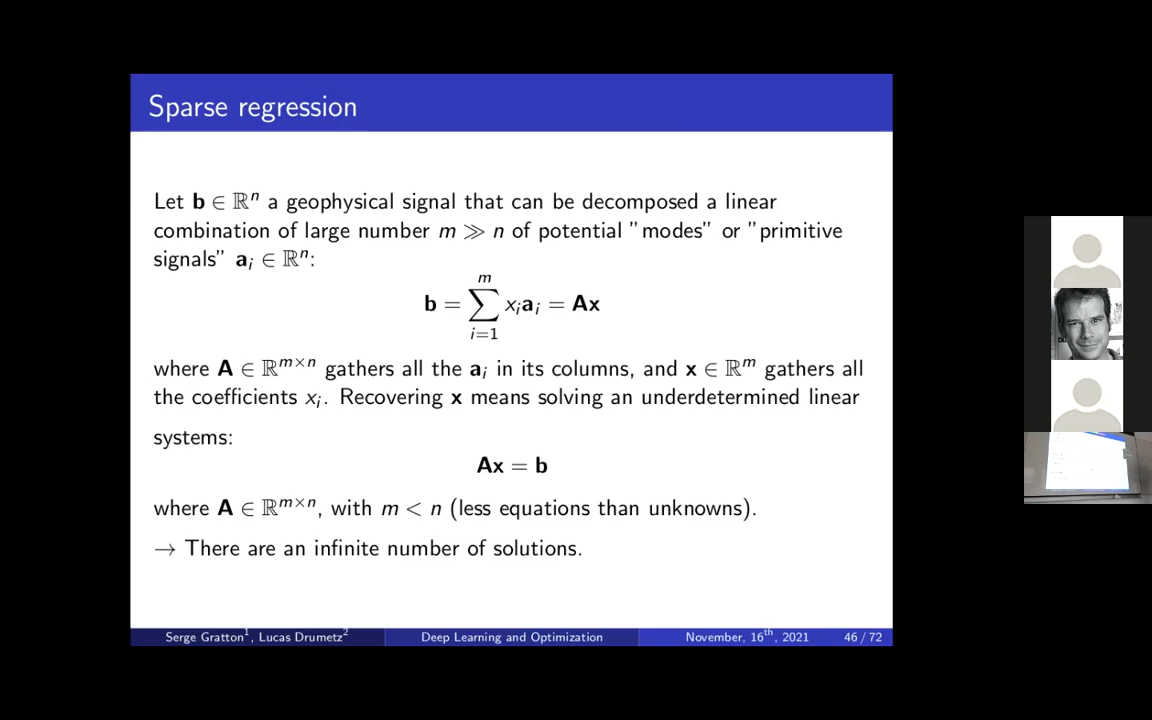 Sparse regression
Let b ∈ ℝⁿ a geophysical signal that can be decomposed a linear
combination of large number m ≫ n of potential ”modes” or ”primitive
signals” aᵢ ∈ ℝⁿ:
b = ∑_{i=1}^{m} xᵢaᵢ = Ax
where A ∈ ℝ^{m×n} gathers all the aᵢ in its columns, and x ∈ ℝᵐ gathers all
the coefficients xᵢ. Recovering x means solving an underdetermined linear
systems:
Ax = b
where A ∈ ℝ^{m×n}, with m < n (less equations than unknowns).
→ There are an infinite number of solutions.
Serge Gratton¹, Lucas Drumetz² Deep Learning and Optimization November, 16ᵗʰ, 2021 46 / 72